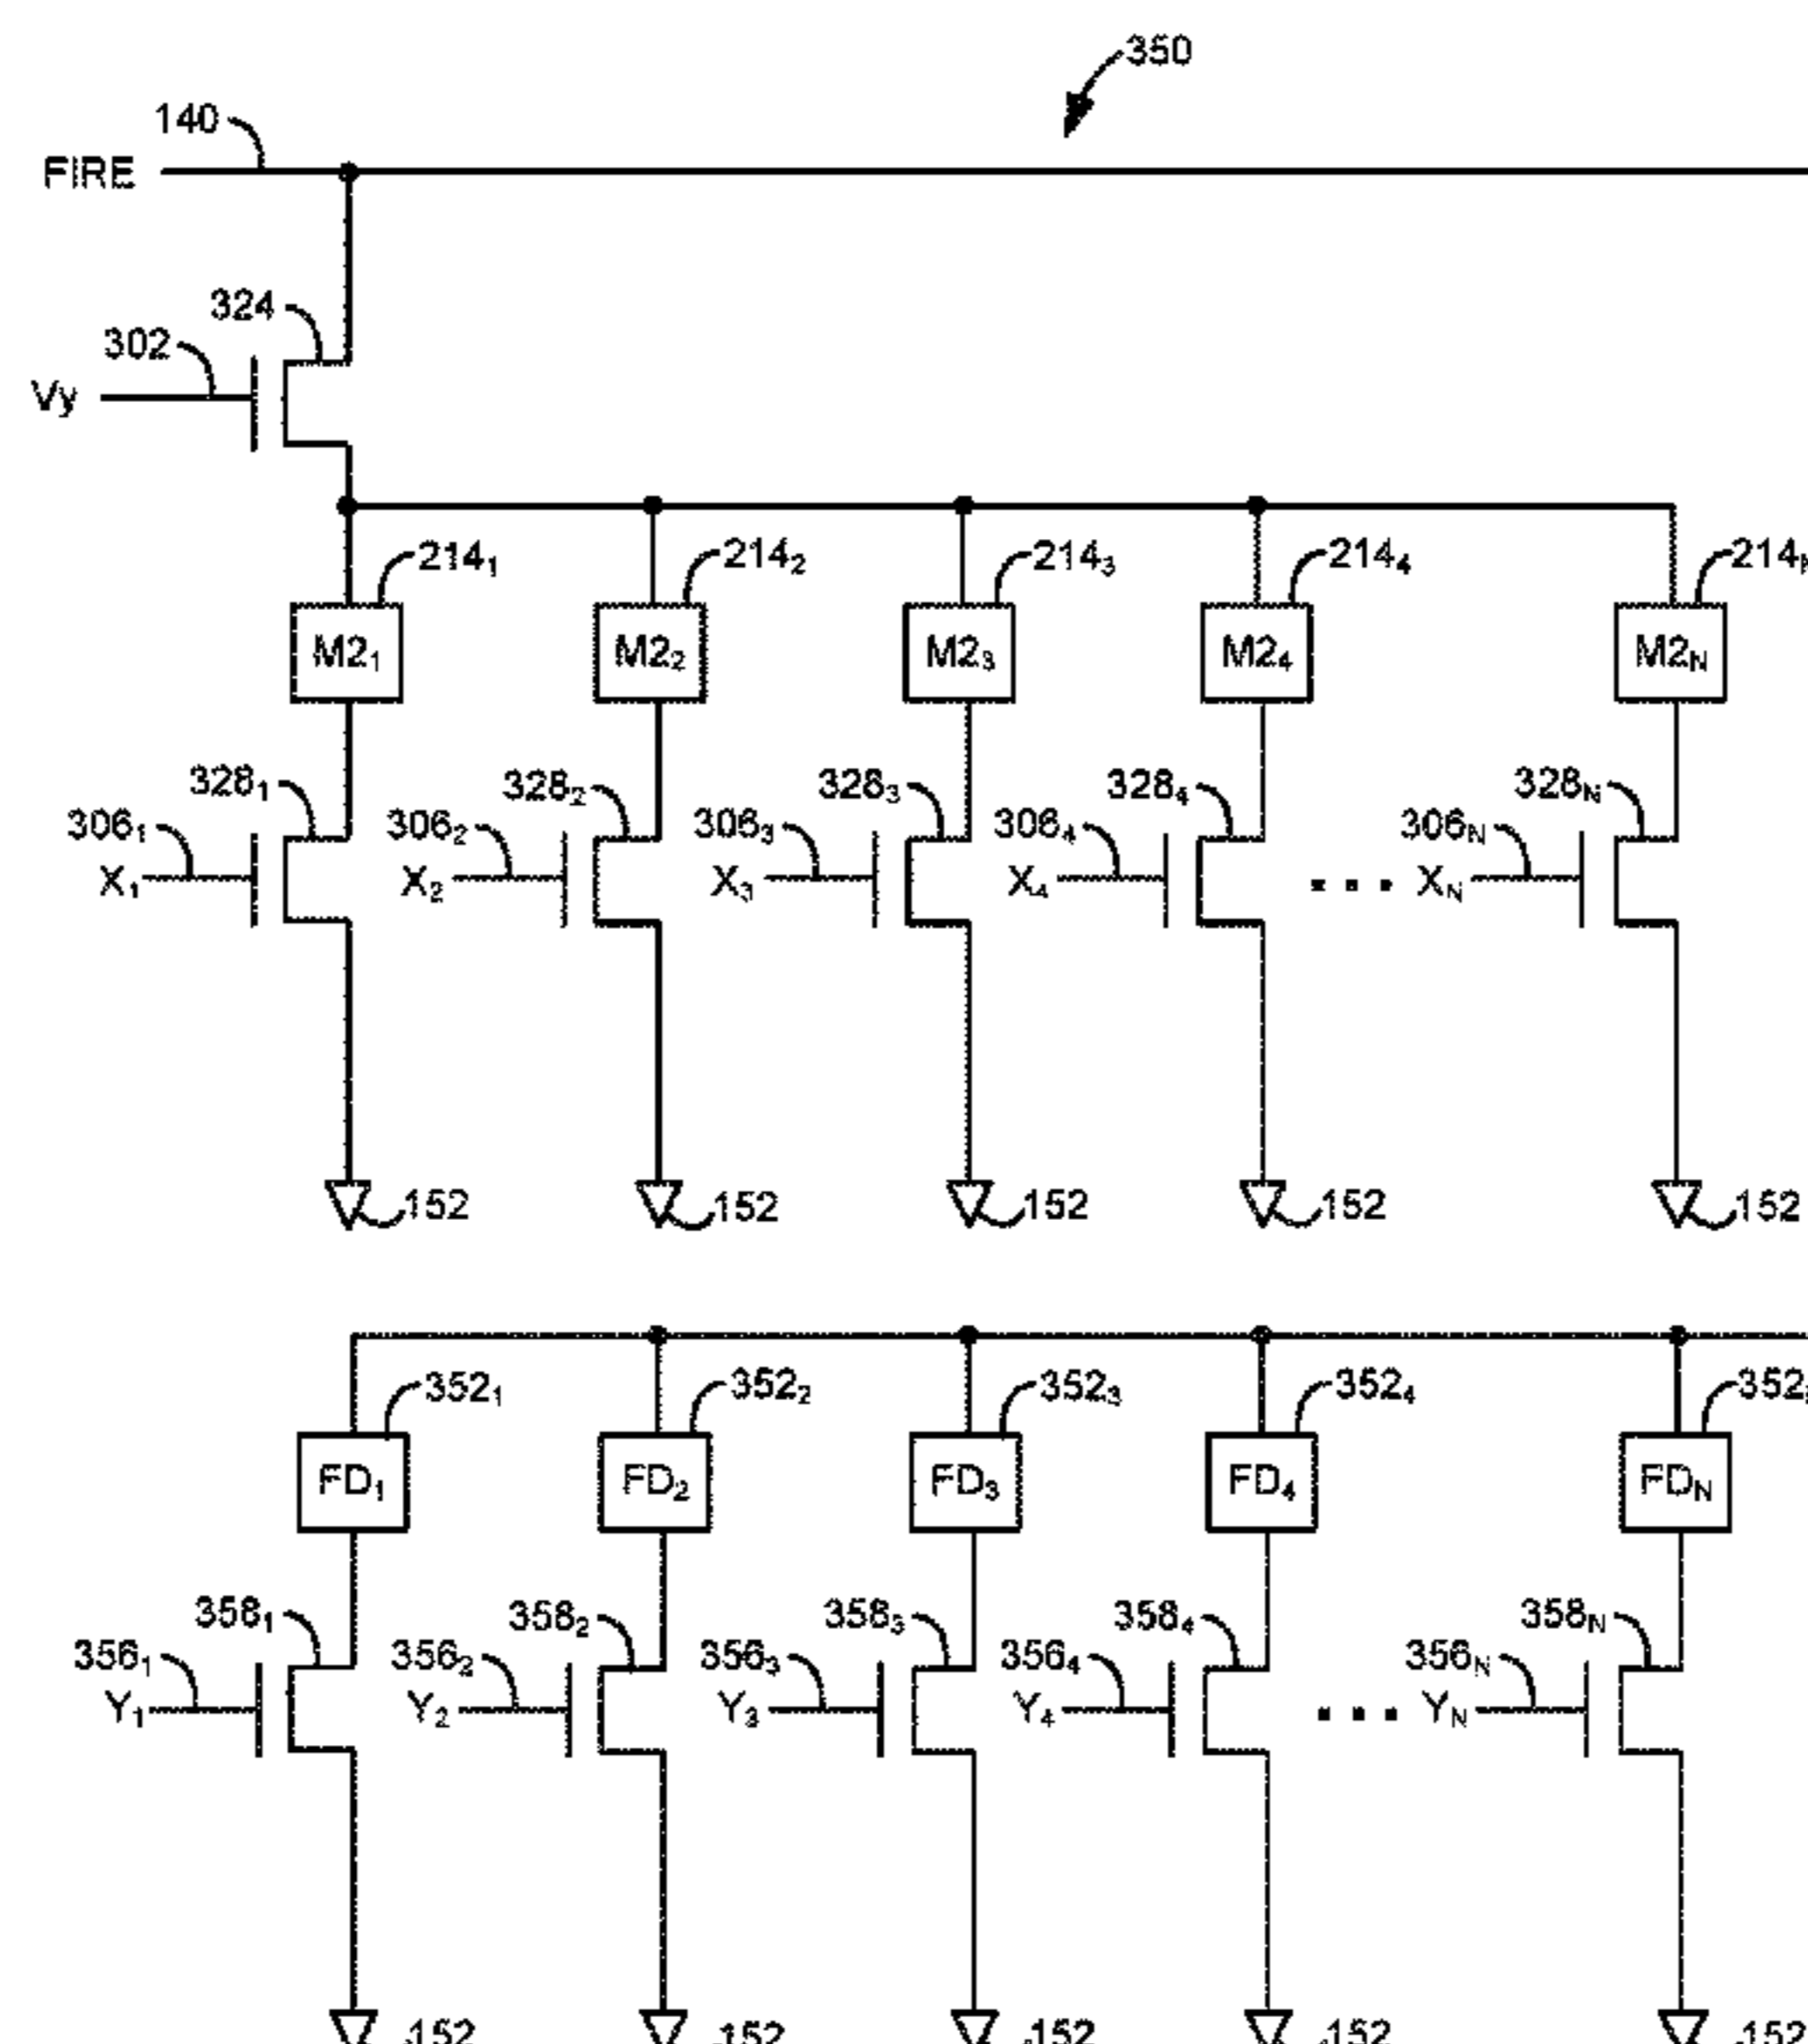 350
140
FIRE
324
302
Vy
214₁ 214₂ 214₃ 214₄ 214
M2₁ M2₂ M2₃ M2₄ M2N
328₁ 328₂ 328₃ 328₄ 328N
306₁ 306₂ 306₃ 306₄ 306N
X₁ X₂ X₃ X₄ ... XN
152 152 152 152 152
352₁ 352₂ 352₃ 352₄ 352
FD₁ FD₂ FD₃ FD₄ FDN
358₁ 358₂ 358₃ 358₄ 358N
356₁ 356₂ 356₃ 356₄ 356N
Y₁ Y₂ Y₃ Y₄ ... YN
152 152 152 152 152